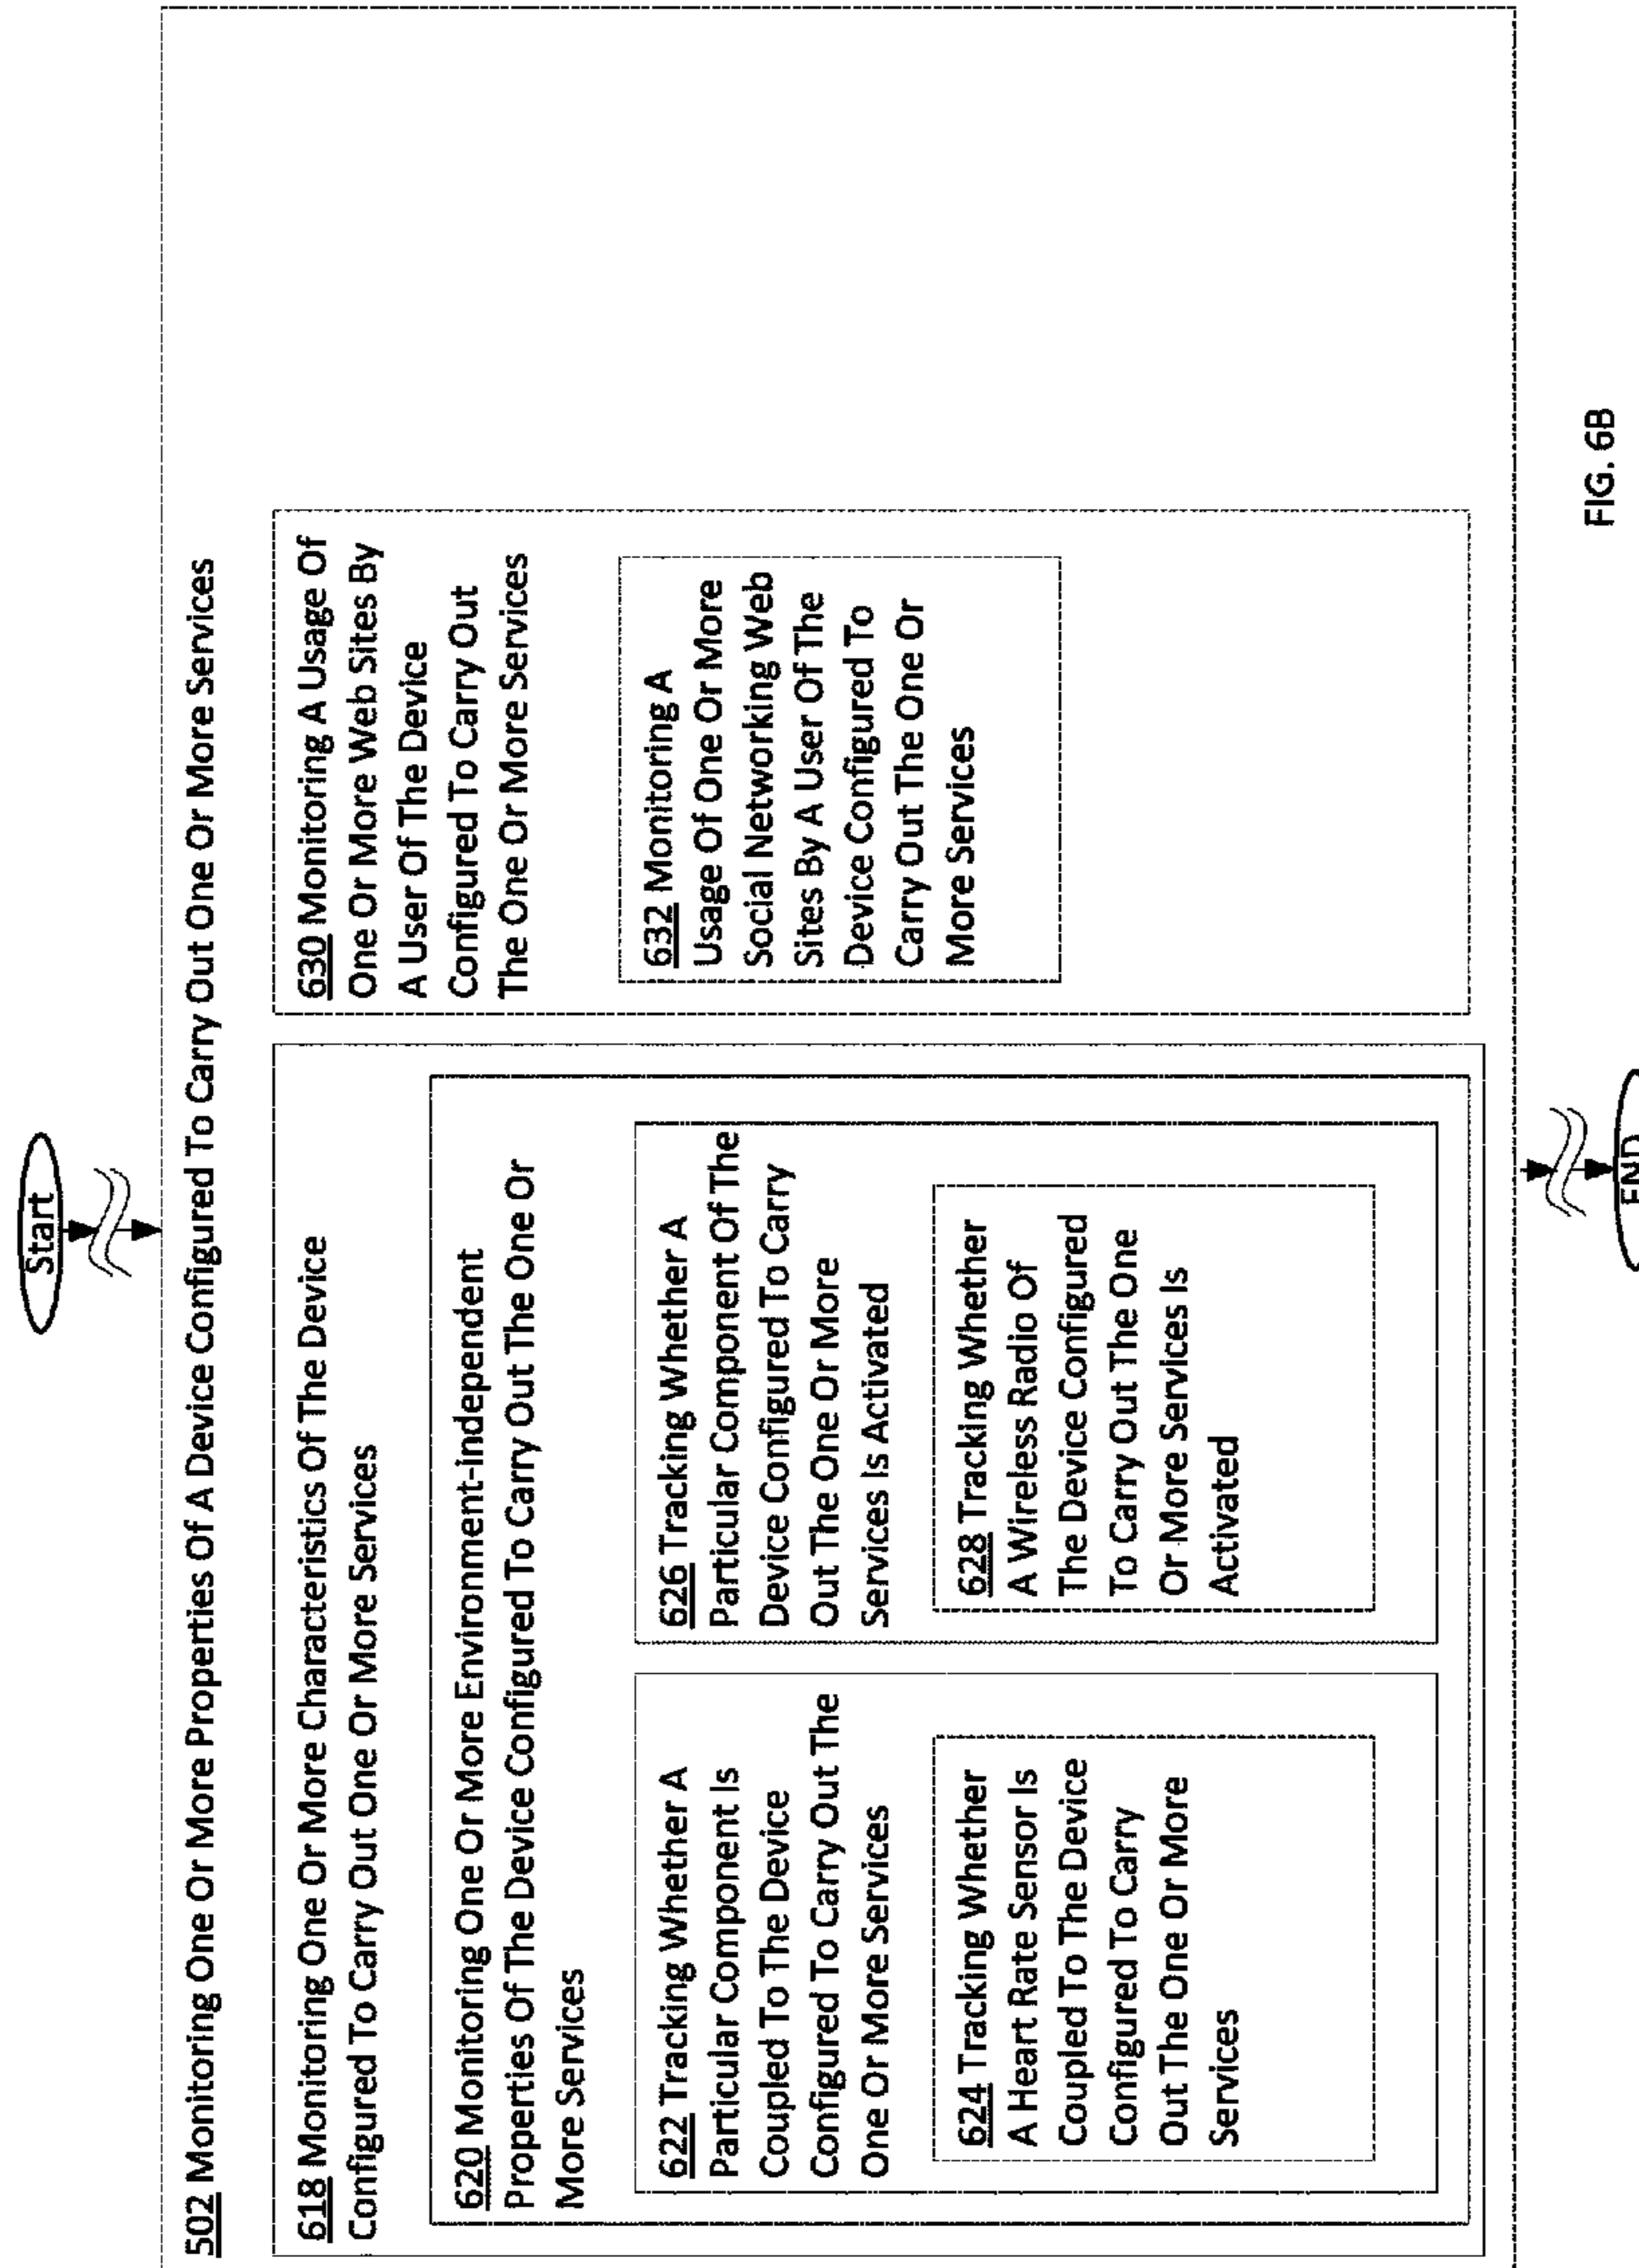 Start
502 Monitoring One Or More Properties Of A Device Configured To Carry Out One Or More Services
618 Monitoring One Or More Characteristics Of The Device
Configured To Carry Out One Or More Services
620 Monitoring One Or More Environment-independent
Properties Of The Device Configured To Carry Out The One Or
More Services
622 Tracking Whether A
Particular Component Is
Coupled To The Device
Configured To Carry Out The
One Or More Services
624 Tracking Whether
A Heart Rate Sensor Is
Coupled To The Device
Configured To Carry
Out The One Or More
Services
626 Tracking Whether A
Particular Component Of The
Device Configured To Carry
Out The One Or More
Services Is Activated
628 Tracking Whether
A Wireless Radio Of
The Device Configured
To Carry Out The One
Or More Services Is
Activated
630 Monitoring A Usage Of
One Or More Web Sites By
A User Of The Device
Configured To Carry Out
The One Or More Services
632 Monitoring A
Usage Of One Or More
Social Networking Web
Sites By A User Of The
Device Configured To
Carry Out The One Or
More Services
END
FIG. 6B